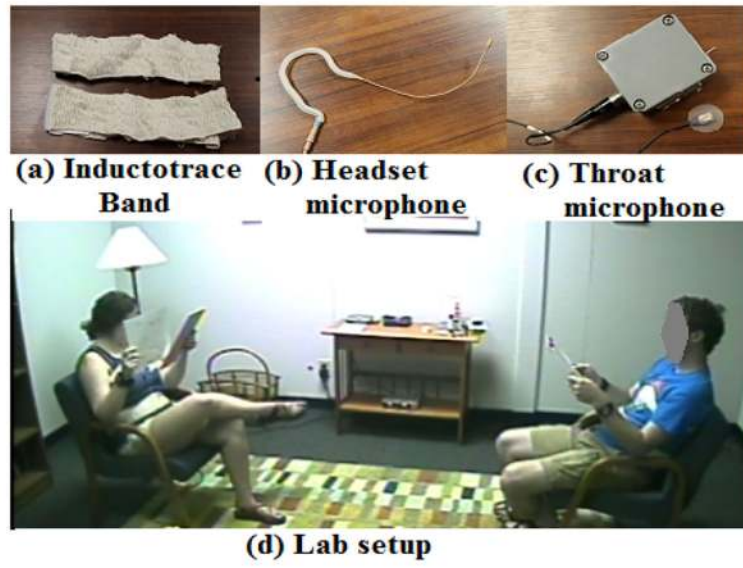 (a) Inductotrace
Band
(b) Headset
microphone
(c) Throat
microphone
(d) Lab setup